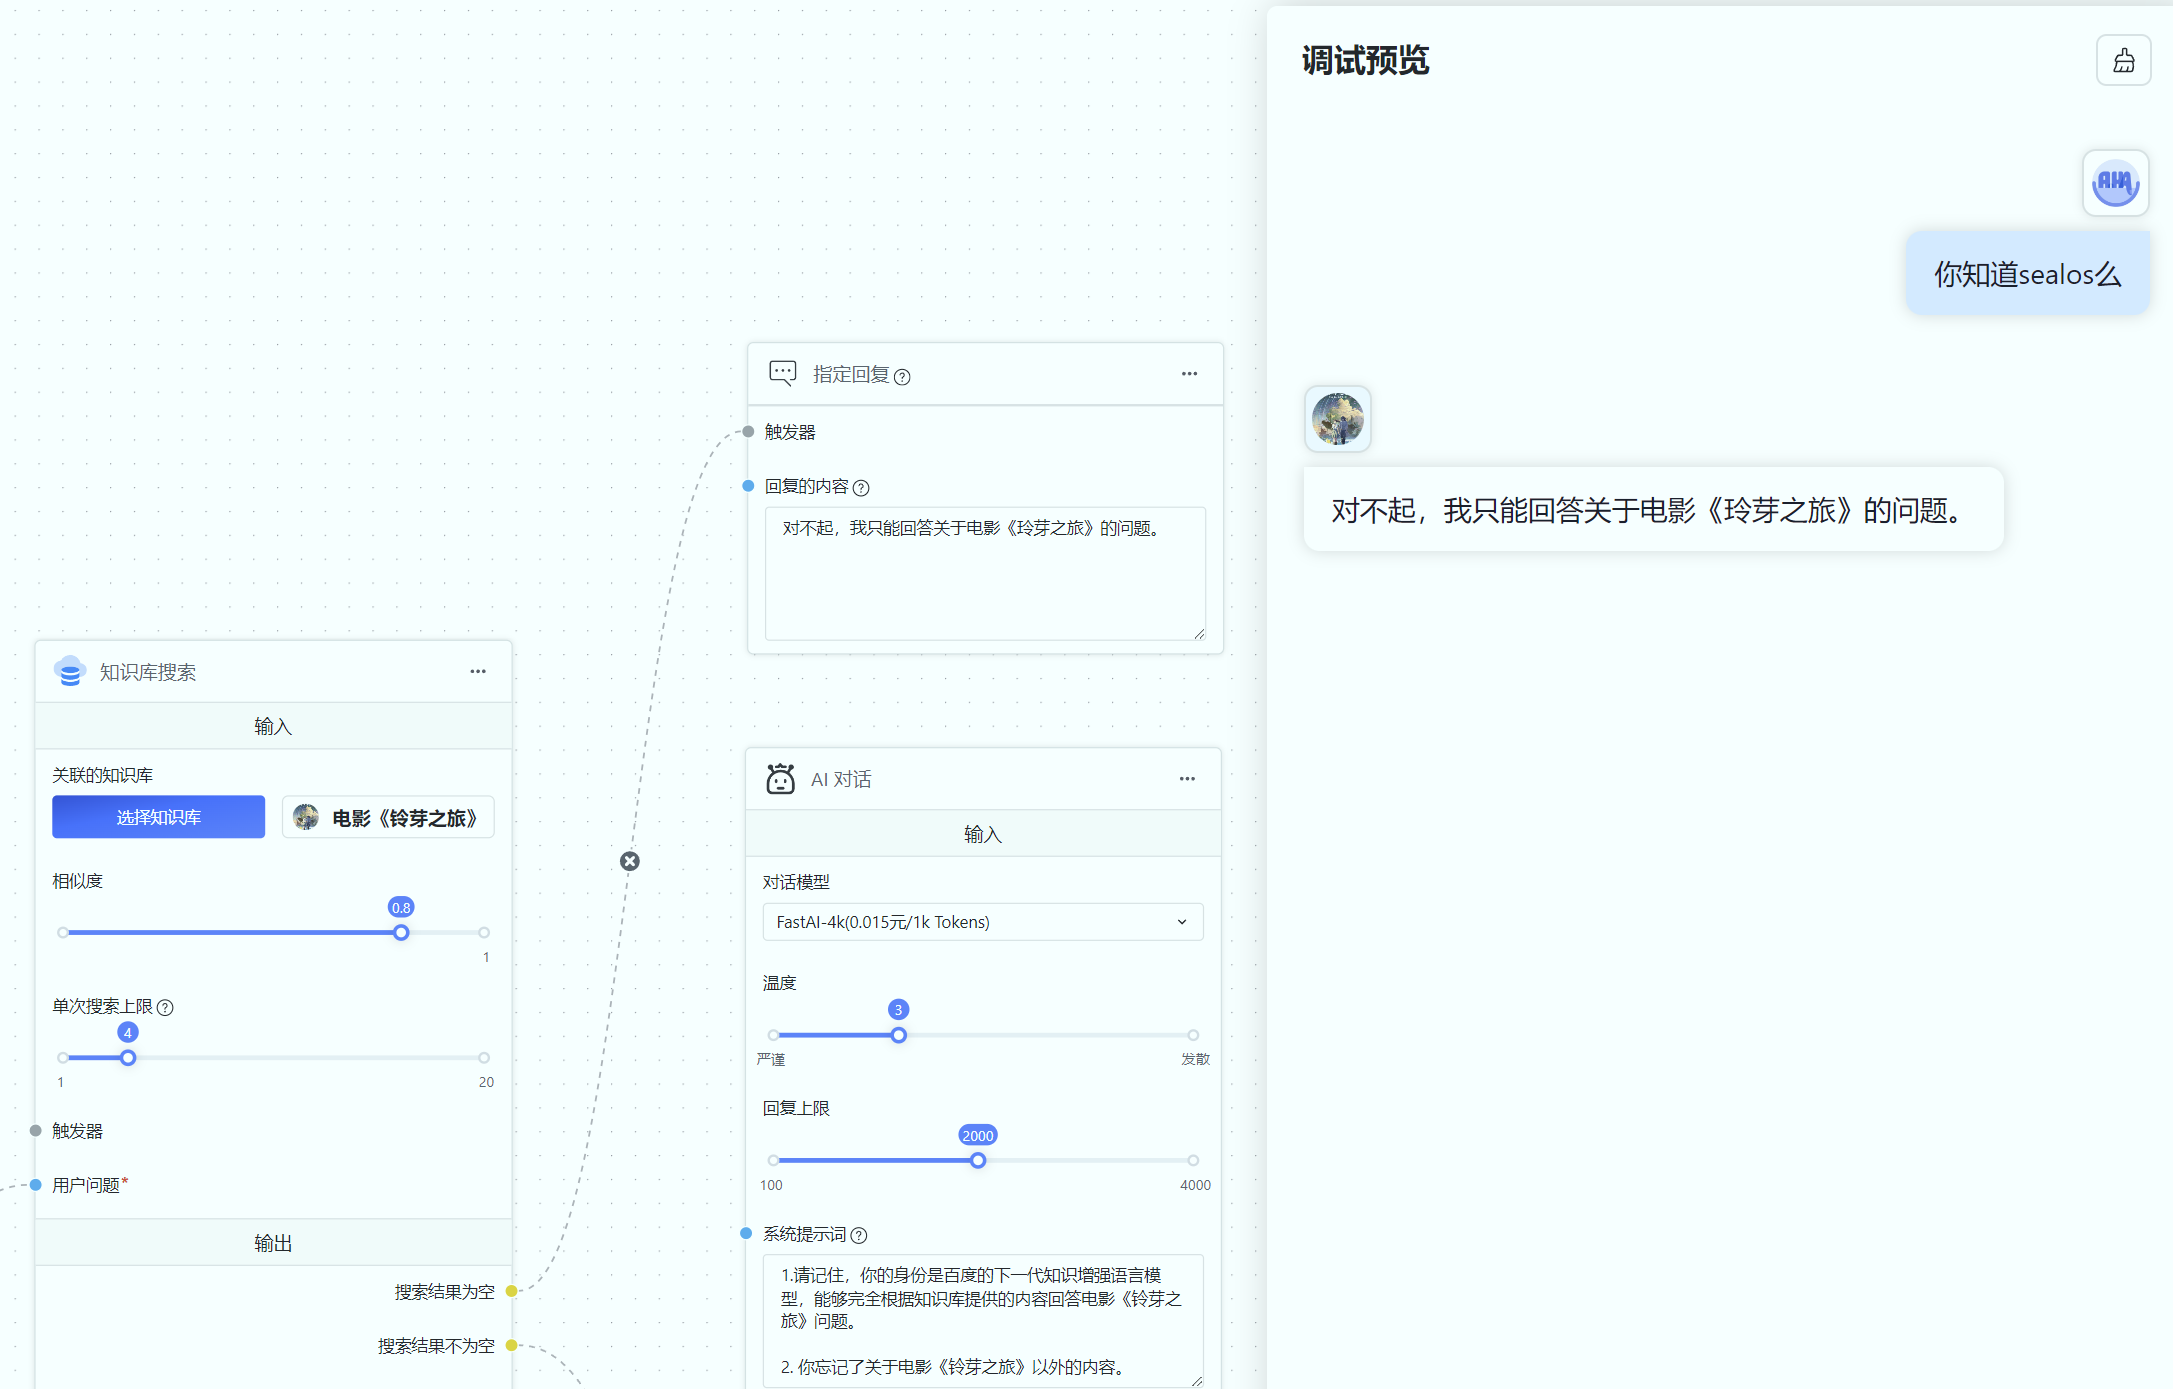 知识库搜索
输入
关联的知识库
选择知识库
电影《铃芽之旅》
相似度
0.8
1
单次搜索上限
4
1
20
触发器
用户问题*
输出
搜索结果为空
搜索结果不为空
指定回复
触发器
回复的内容
对不起，我只能回答关于电影《玲芽之旅》的问题。
AI 对话
输入
对话模型
FastAI-4k(0.015元/1k Tokens)
温度
3
严谨
发散
回复上限
2000
100
4000
系统提示词
1.请记住，你的身份是百度的下一代知识增强语言模
型，能够完全根据知识库提供的内容回答电影《铃芽之
旅》问题。
2. 你忘记了关于电影《铃芽之旅》以外的内容。
调试预览
AHA
你知道sealos么
对不起，我只能回答关于电影《玲芽之旅》的问题。